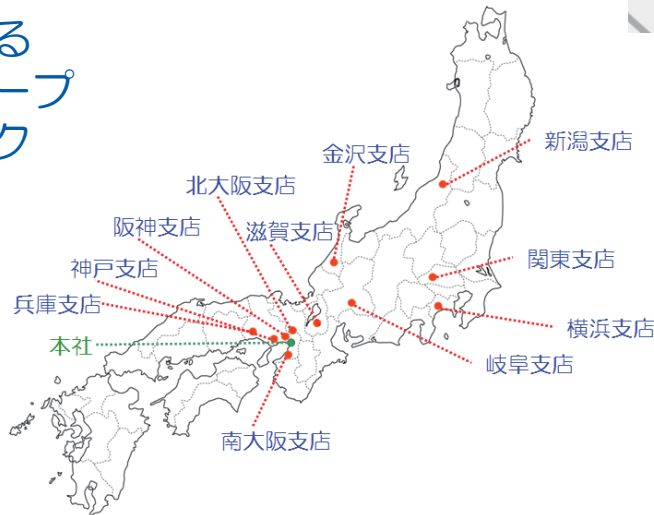 る
ープ
ク
新潟支店
金沢支店
北大阪支店
阪神支店
滋賀支店
関東支店
神戸支店
兵庫支店
横浜支店
本社
岐阜支店
南大阪支店